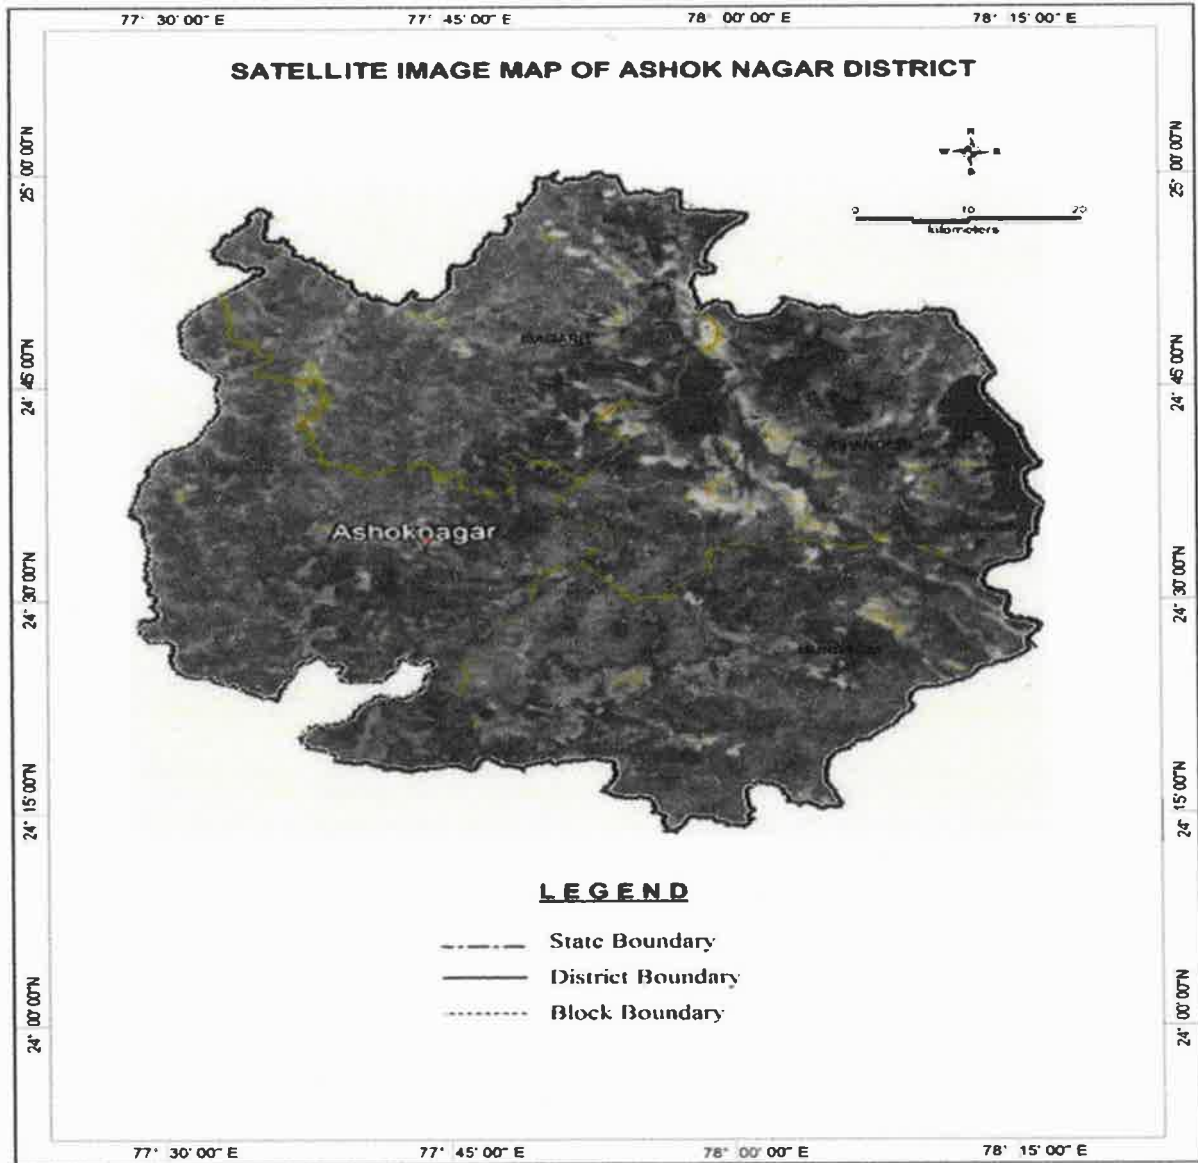 77° 30' 00" E 77° 45' 00" E 78° 00' 00" E 78° 15' 00" E
SATELLITE IMAGE MAP OF ASHOK NAGAR DISTRICT
N
W E
S
25° 00' 00"N 25° 00' 00"N
0 10 20
kilometers
24° 45' 00"N 24° 45' 00"N
Ashoknagar
24° 30' 00"N 24° 30' 00"N
24° 15' 00"N 24° 15' 00"N
LEGEND
State Boundary
District Boundary
Block Boundary
24° 00' 00"N 24° 00' 00"N
77° 30' 00" E 77° 45' 00" E 78° 00' 00" E 78° 15' 00" E